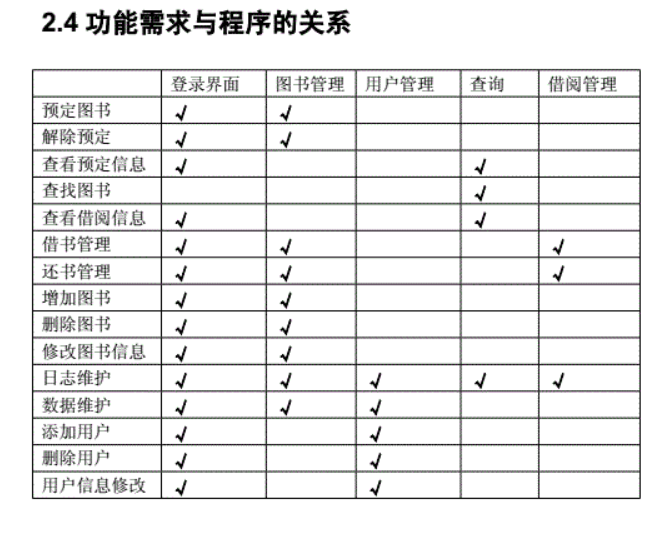 2.4 功能需求与程序的关系
登录界面 图书管理 用户管理 查询 借阅管理
预定图书 √ √
解除预定 √ √
查看预定信息 √ √
查找图书 √
查看借阅信息 √ √
借书管理 √ √ √
还书管理 √ √ √
增加图书 √ √
删除图书 √ √
修改图书信息 √ √
日志维护 √ √ √ √ √
数据维护 √ √ √
添加用户 √ √
删除用户 √ √
用户信息修改 √ √